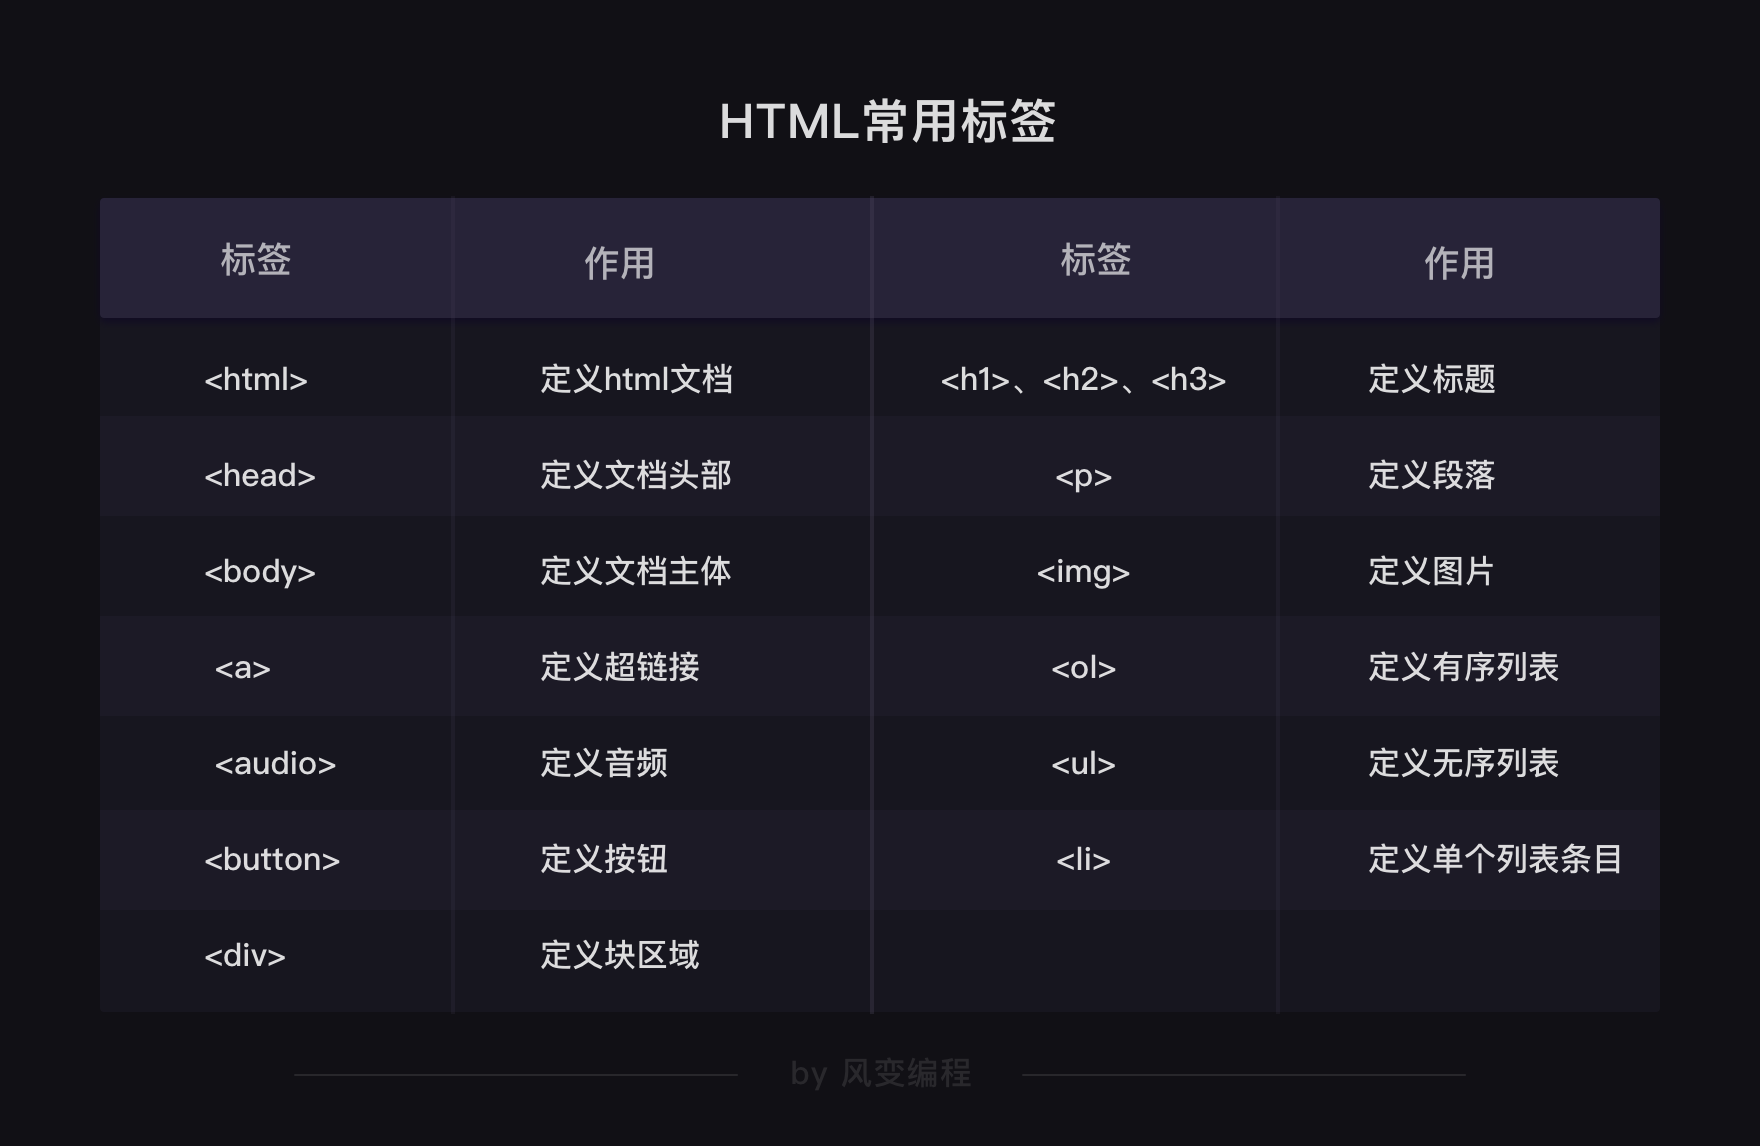 HTML常用标签
标签 作用 标签 作用
<html> 定义html文档 <h1>、<h2>、<h3> 定义标题
<head> 定义文档头部 <p> 定义段落
<body> 定义文档主体 <img> 定义图片
<a> 定义超链接 <ol> 定义有序列表
<audio> 定义音频 <ul> 定义无序列表
<button> 定义按钮 <li> 定义单个列表条目
<div> 定义块区域
by 风变编程